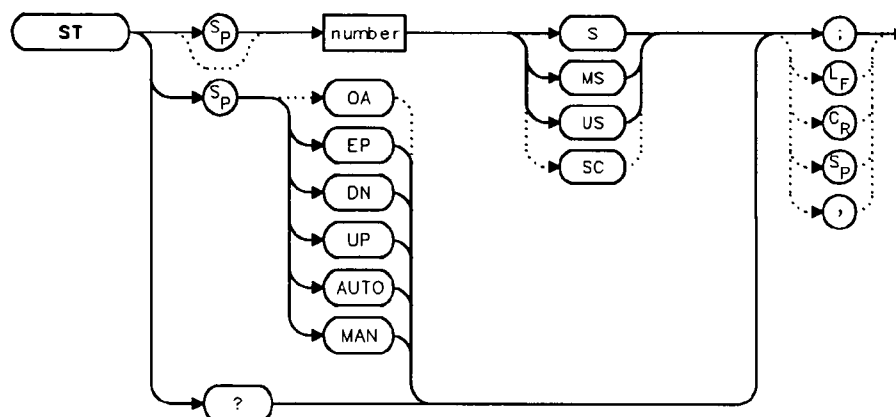 ST SP number S ;
MS LF
SP OA US CR
EP SC SP
DN ,
UP
AUTO
MAN
?